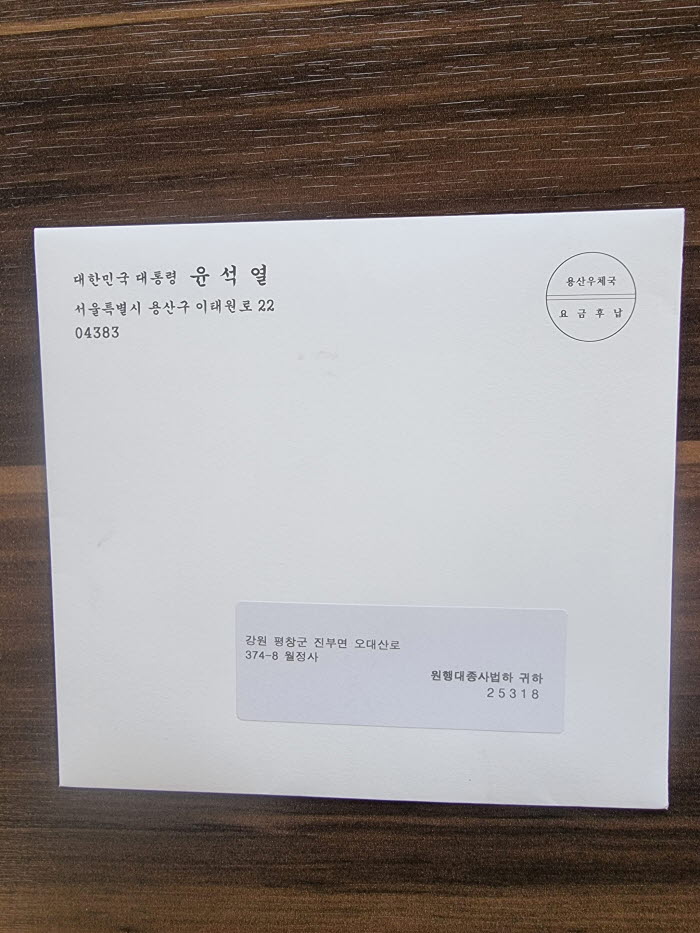 대한민국 대통령 윤 석 열
서울특별시 용산구 이태원로 22
04383
용산우체국
요 금 후 납
강원 평창군 진부면 오대산로
374-8 월정사
원행대종사법하 귀하
25318